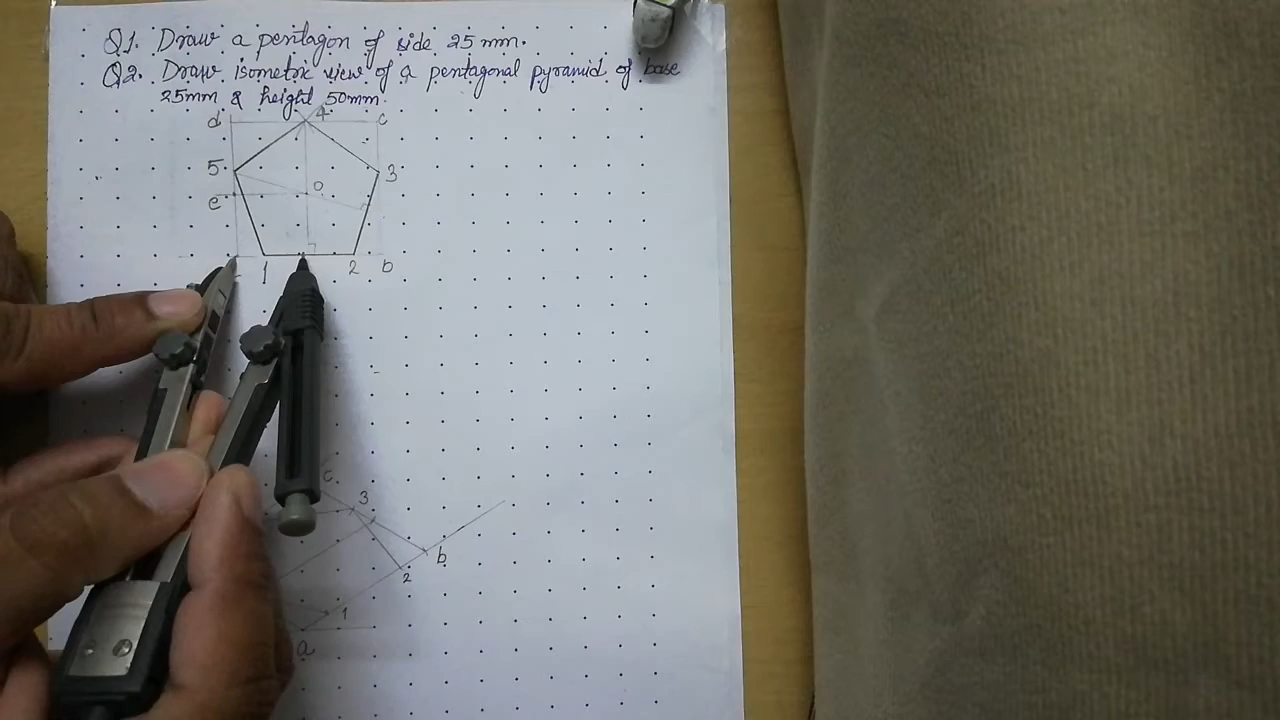 Q1. Draw a pentagon of side 25 mm.
Q2. Draw isometric view of a pentagonal pyramid of base
25mm & height 50mm.
d 4 c
5 3
e o
1 2 b
c 3
b
2
1
a